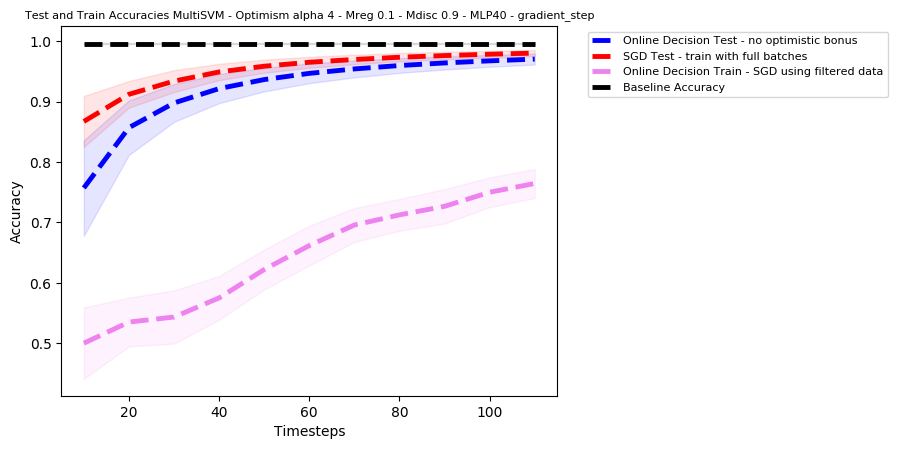 Test and Train Accuracies MultiSVM - Optimism alpha 4 - Mreg 0.1 - Mdisc 0.9 - MLP40 - gradient_step
1.0
0.9
0.8
0.7
0.6
0.5
Accuracy
20
40
60
80
100
Timesteps
Online Decision Test - no optimistic bonus
SGD Test - train with full batches
Online Decision Train - SGD using filtered data
Baseline Accuracy